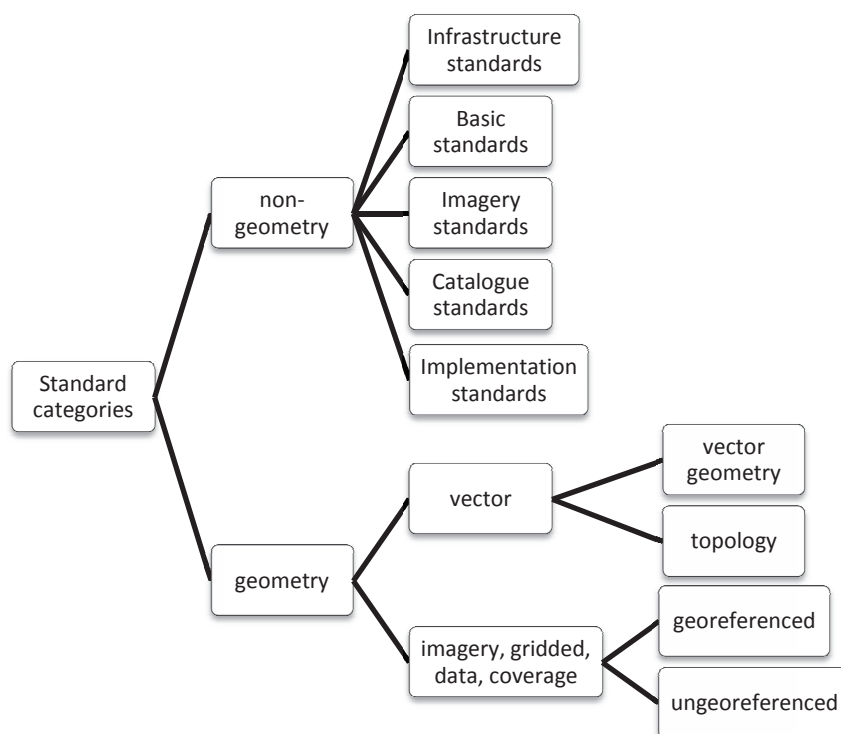 Infrastructure
standards
Basic
standards
non-
geometry
Imagery
standards
Catalogue
standards
Implementation
standards
Standard
categories
vector
geometry
vector
topology
geometry
georeferenced
imagery, gridded,
data, coverage
ungeoreferenced